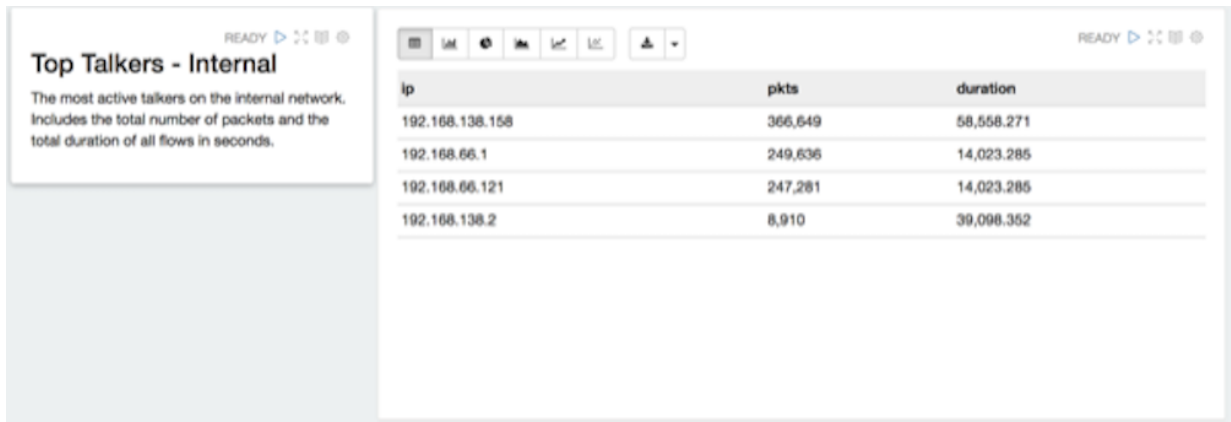 READY
Top Talkers - Internal
The most active talkers on the internal network.
Includes the total number of packets and the
total duration of all flows in seconds.
READY
ip pkts duration
192.168.138.158 366,649 58,558.271
192.168.66.1 249,636 14,023.285
192.168.66.121 247,281 14,023.285
192.168.138.2 8,910 39,098.352